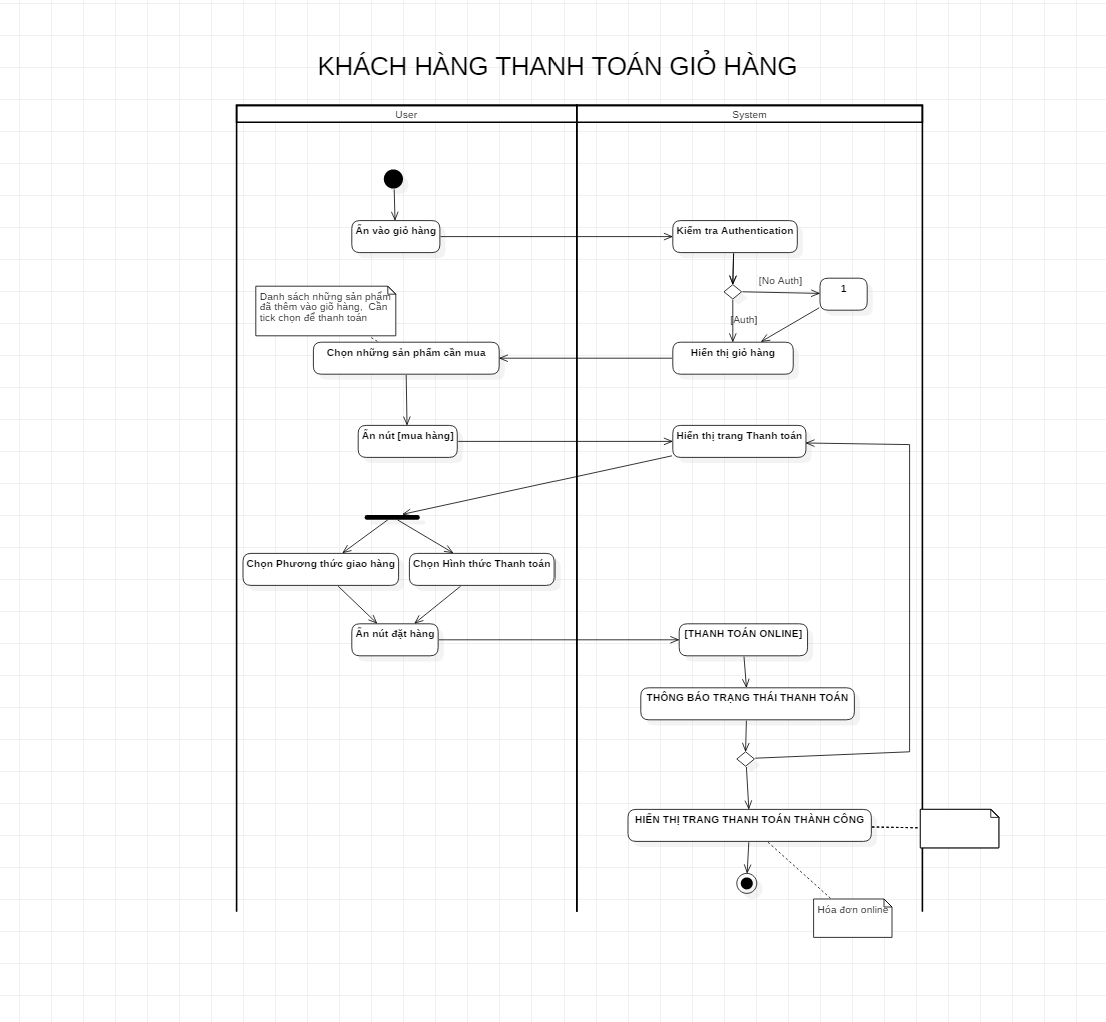 KHÁCH HÀNG THANH TOÁN GIỎ HÀNG
User
System
Ấn vào giỏ hàng
Kiểm tra Authentication
[No Auth]
1
[Auth]
Danh sách những sản phẩm
đã thêm vào giõ hàng, Cần
tick chọn để thanh toán
Chọn những sản phẩm cần mua
Hiển thị giỏ hàng
Ấn nút [mua hàng]
Hiển thị trang Thanh toán
Chọn Phương thức giao hàng
Chọn Hình thức Thanh toán
Ấn nút đặt hàng
[THANH TOÁN ONLINE]
THÔNG BÁO TRẠNG THÁI THANH TOÁN
HIỂN THỊ TRANG THANH TOÁN THÀNH CÔNG
Hóa đơn online